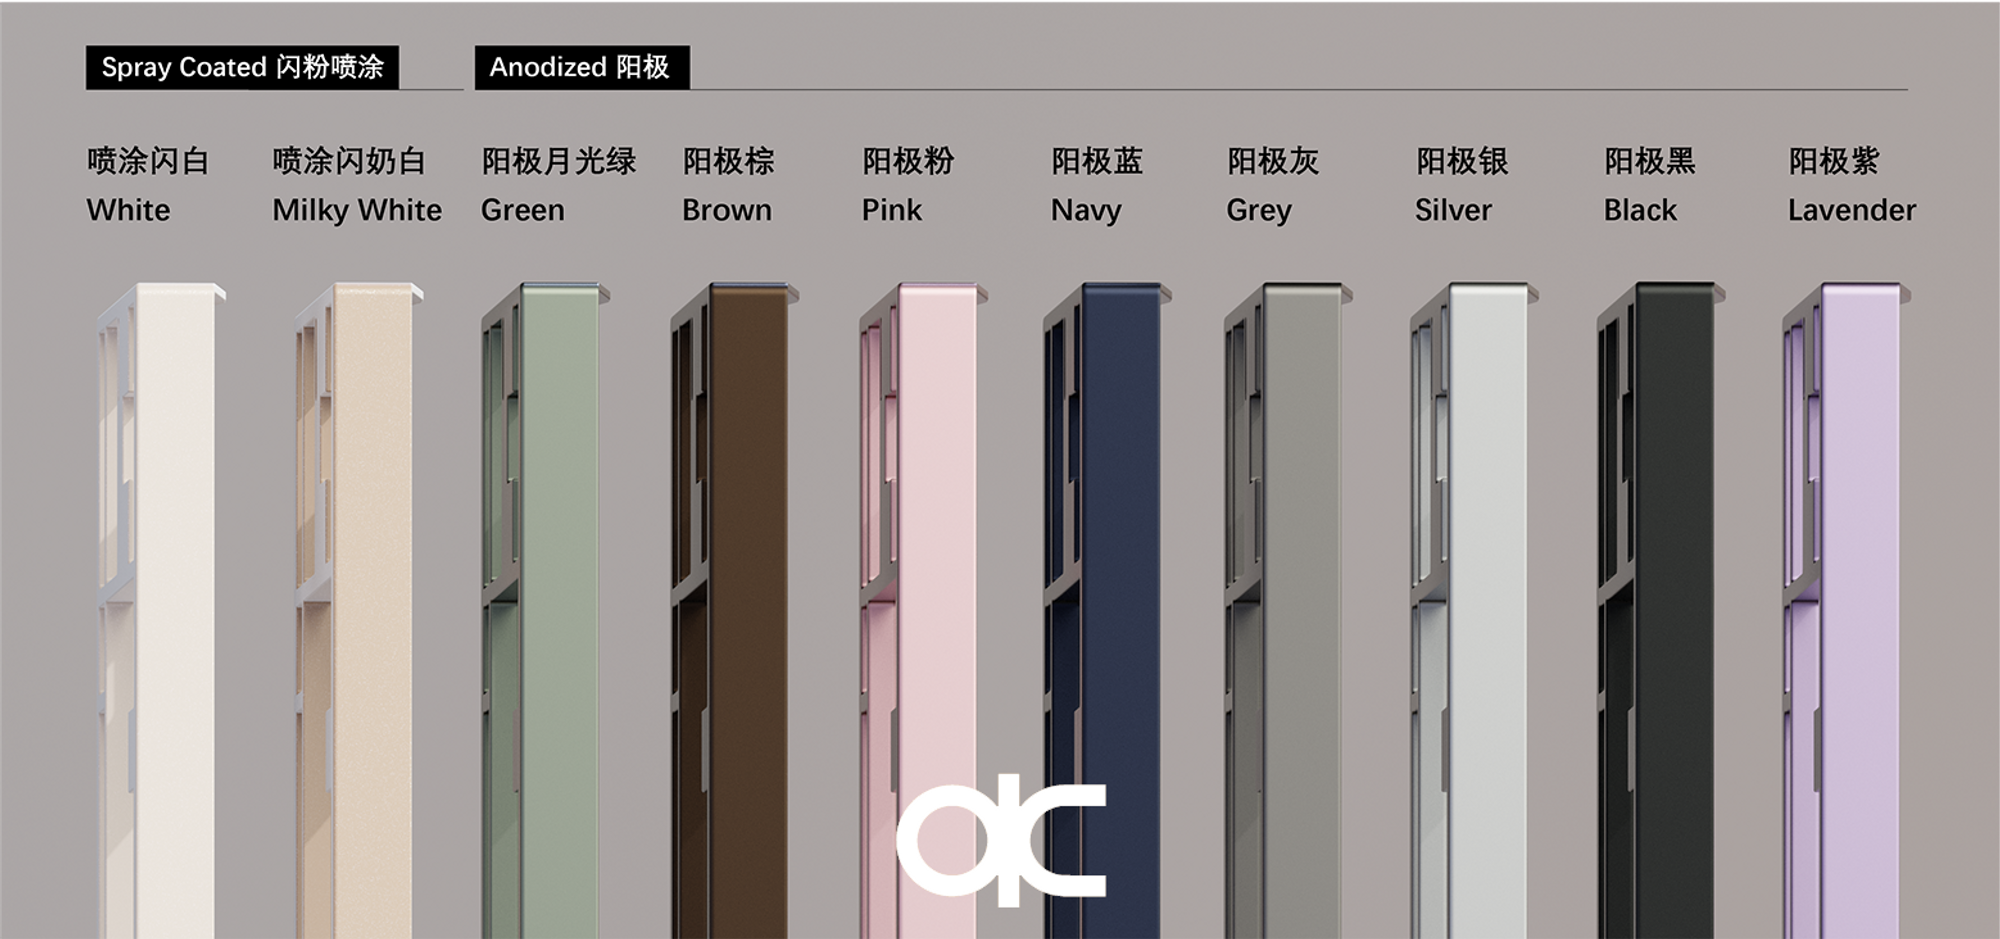 Spray Coated 闪粉喷涂
Anodized 阳极
喷涂闪白
White
喷涂闪奶白
Milky White
阳极月光绿
Green
阳极棕
Brown
阳极粉
Pink
阳极蓝
Navy
阳极灰
Grey
阳极银
Silver
阳极黑
Black
阳极紫
Lavender